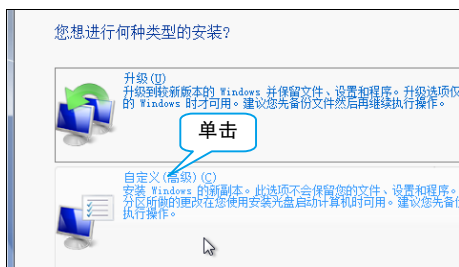 您想进行何种类型的安装?
升级(U)
升级到较新版本的 Windows 并保留文件、设置和程序。升级选项仅
的 Windows 时才可用。建议您先备份文件然后再继续执行操作。
单击
自定义(高级)(C)
安装 Windows 的新副本。此选项不会保留您的文件、设置和程序。
分区所做的更改在您使用安装光盘启动计算机时可用。建议您先备份
执行操作。